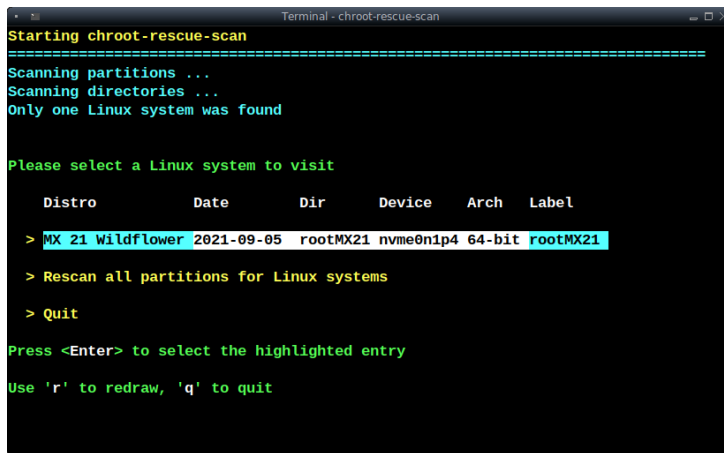 Terminal - chroot-rescue-scan
Starting chroot-rescue-scan
===============================================================================
Scanning partitions ...
Scanning directories ...
Only one Linux system was found
Please select a Linux system to visit
Distro Date Dir Device Arch Label
> MX 21 Wildflower 2021-09-05 rootMX21 nvme0n1p4 64-bit rootMX21
> Rescan all partitions for Linux systems
> Quit
Press <Enter> to select the highlighted entry
Use 'r' to redraw, 'q' to quit